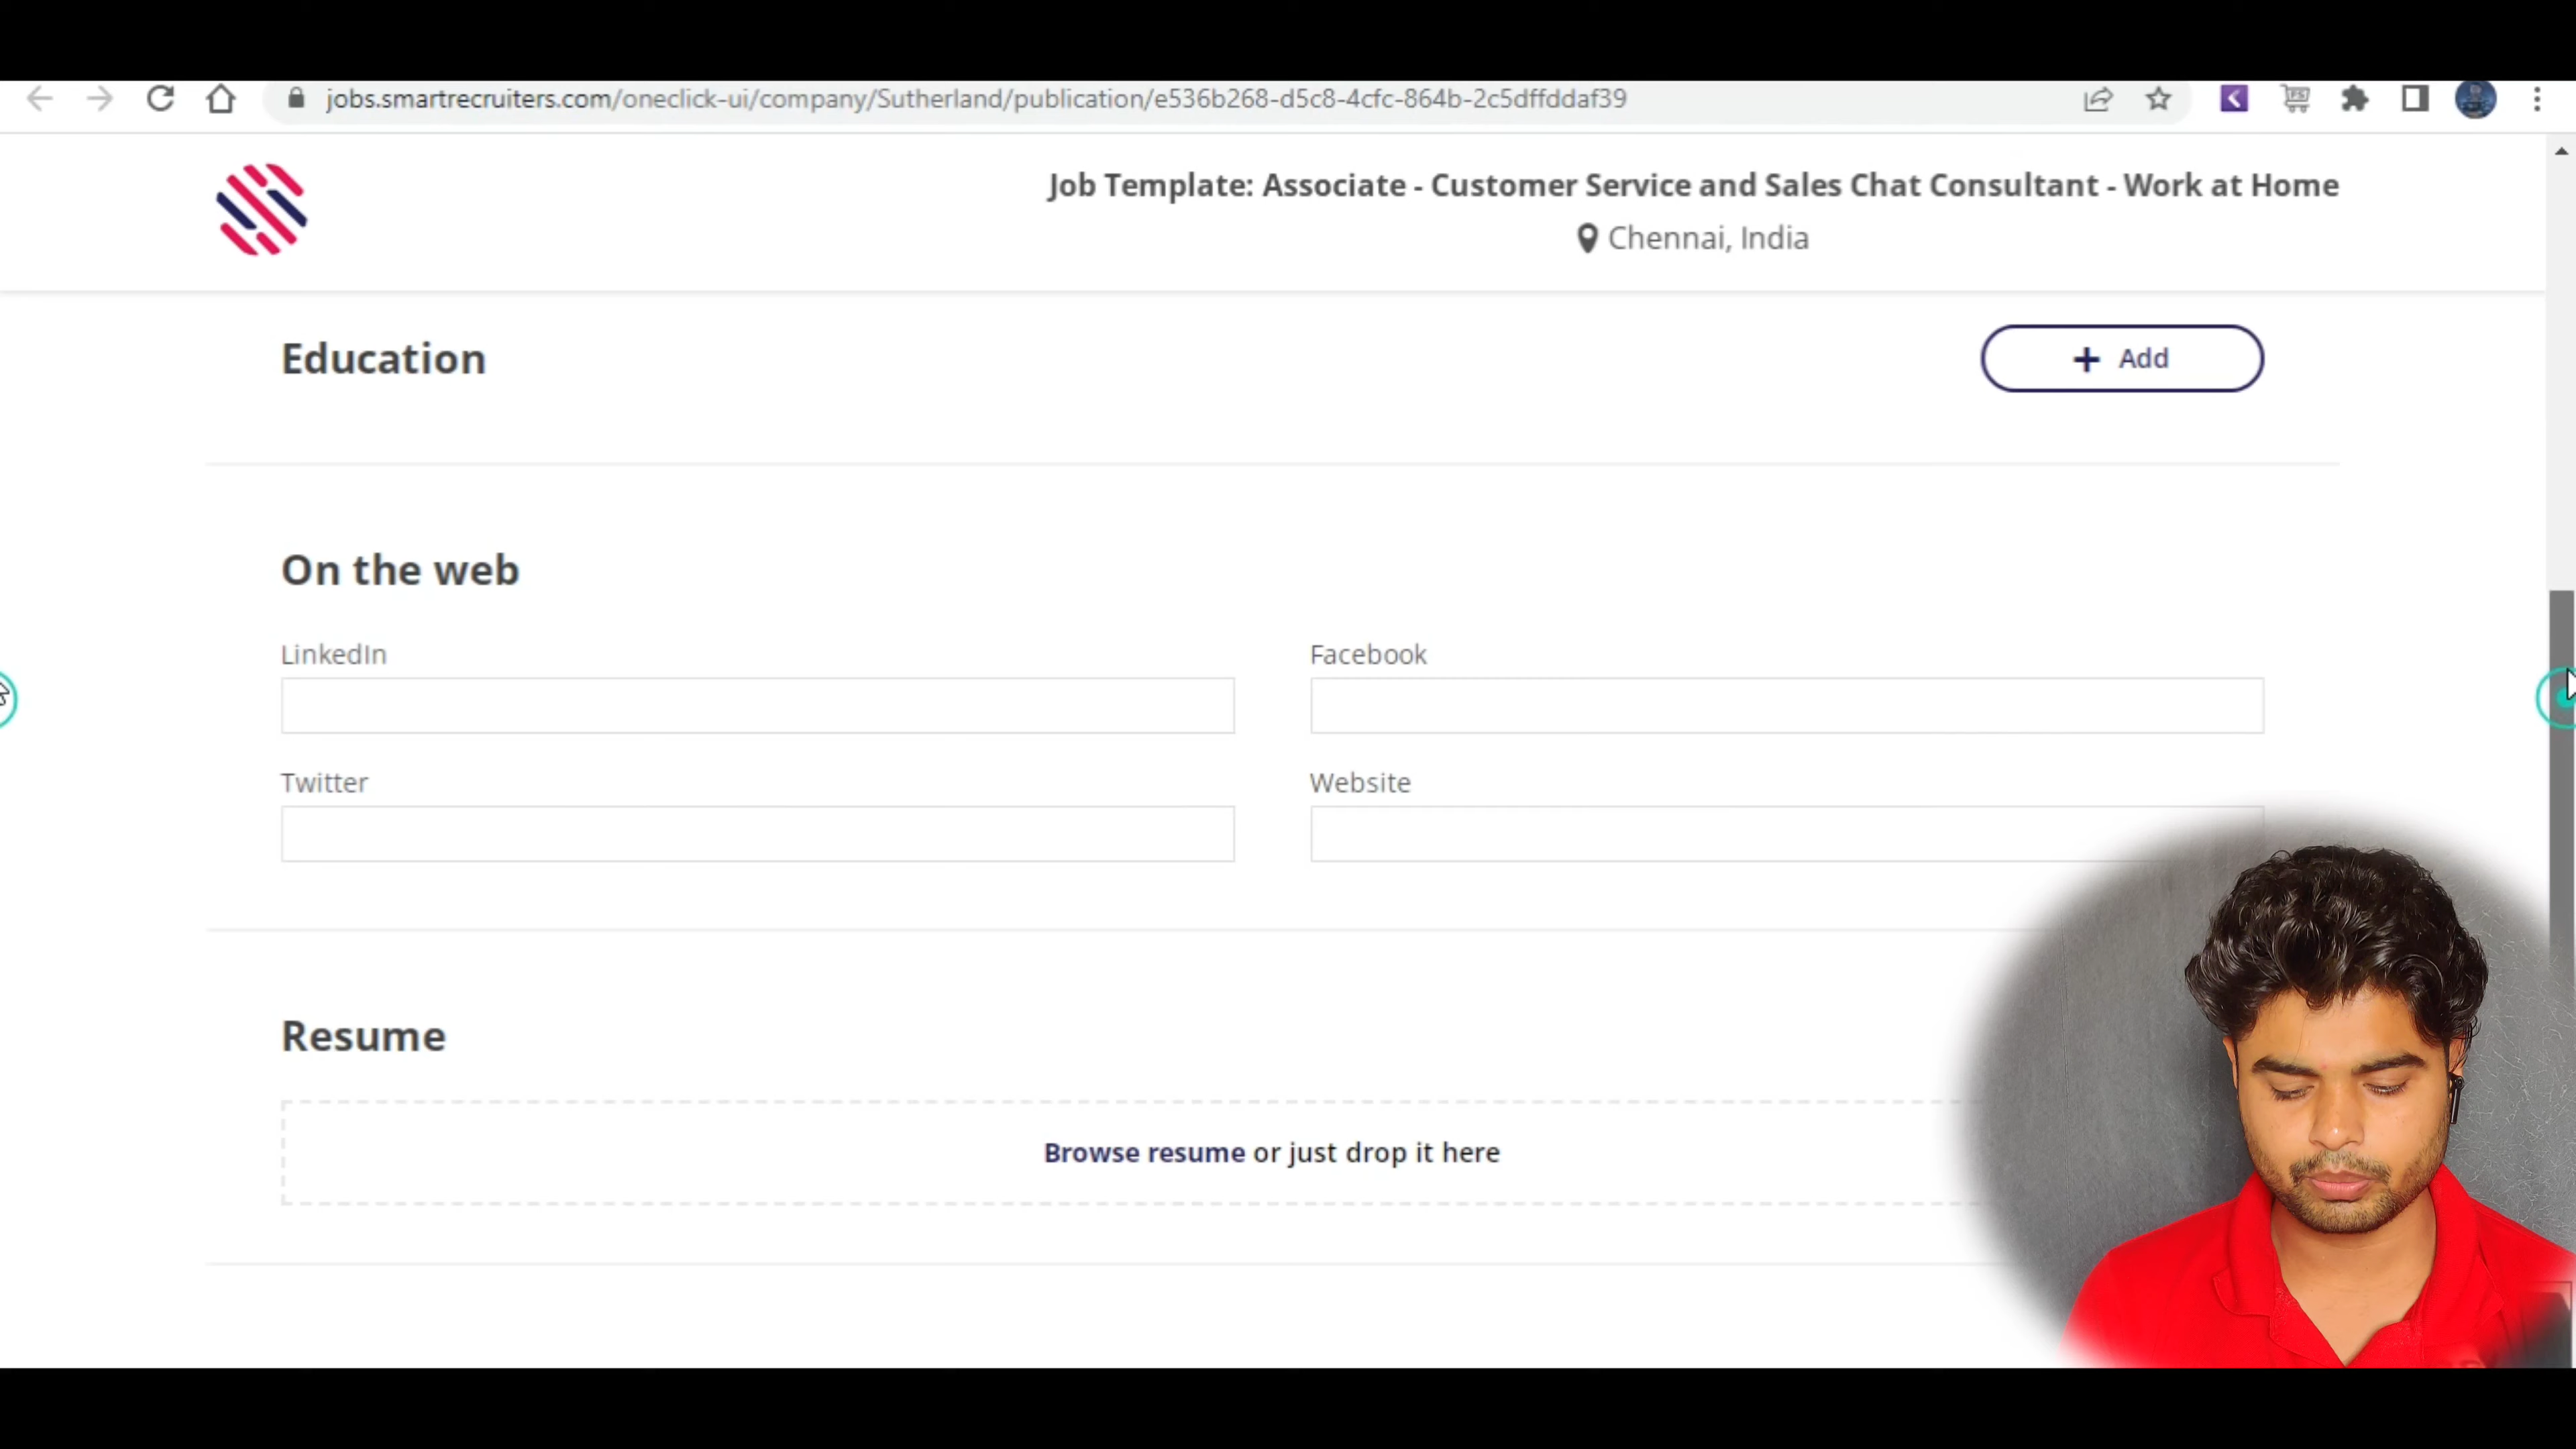 jobs.smartrecruiters.com/oneclick-ui/company/Sutherland/publication/e536b268-d5c8-4cfc-864b-2c5dffddaf39
Job Template: Associate - Customer Service and Sales Chat Consultant - Work at Home
Chennai, India
Education
+ Add
On the web
LinkedIn
Facebook
Twitter
Website
Resume
Browse resume or just drop it here